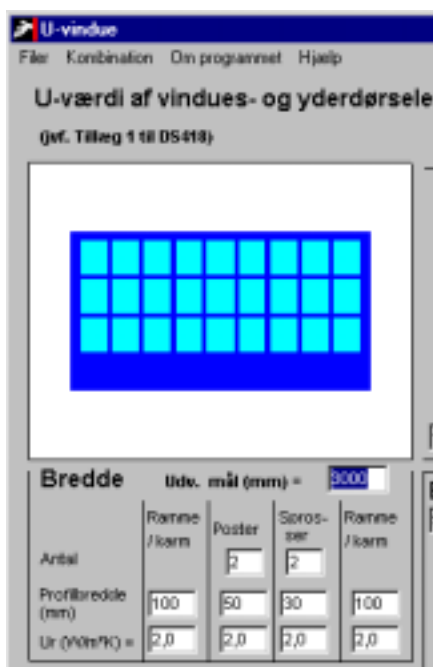 U-vindue
Filer Kombination Om programmet Hjælp
U-værdi af vindues- og yderdørsele
(jvf. Tillæg 1 til DS418)
Bredde Udv. mål (mm) = 3000
Ramme
/ karm
Poster
Spros-
ser
Ramme
/ karm
Antal 2 2
Profilbredde
(mm) 100 50 30 100
Ur (W/m²K) = 2,0 2,0 2,0 2,0